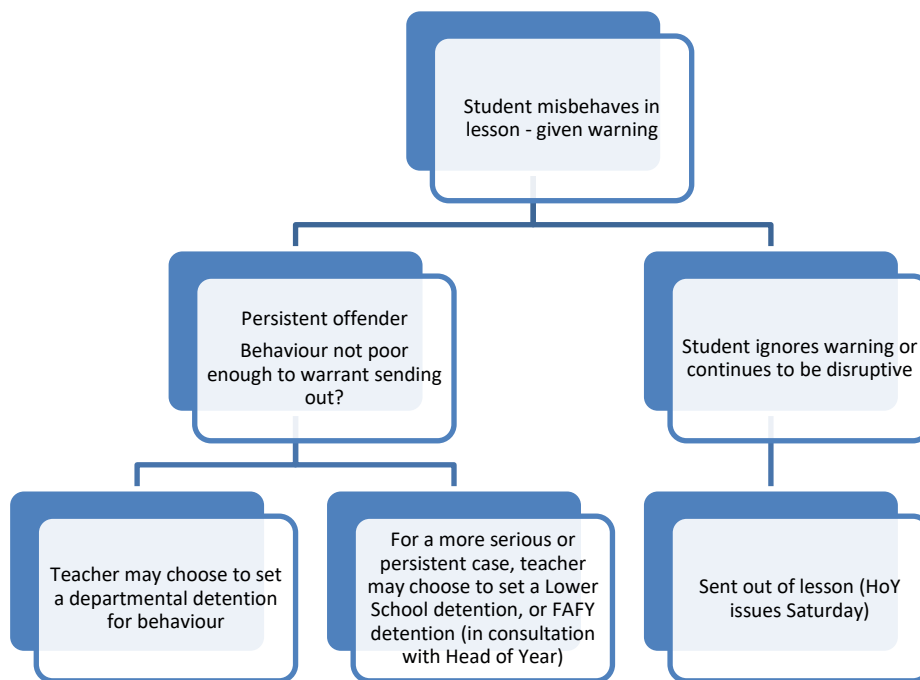 Student misbehaves in
lesson - given warning
Persistent offender
Behaviour not poor
enough to warrant sending
out?
Student ignores warning or
continues to be disruptive
Teacher may choose to set
a departmental detention
for behaviour
For a more serious or
persistent case, teacher
may choose to set a Lower
School detention, or FAFY
detention (in consultation
with Head of Year)
Sent out of lesson (HoY
issues Saturday)